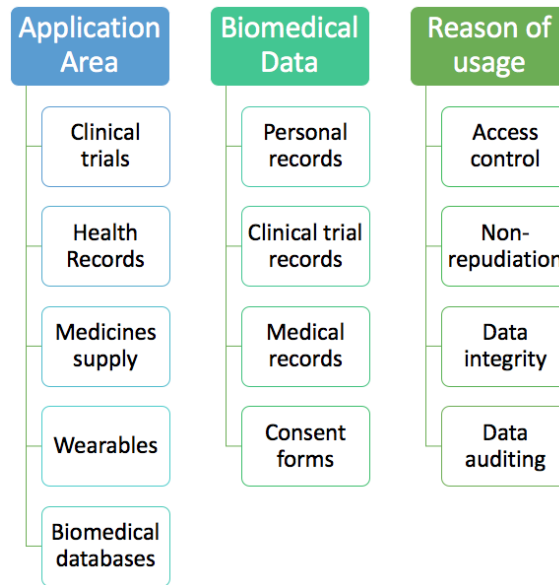 Application
Area
Clinical
trials
Health
Records
Medicines
supply
Wearables
Biomedical
databases
Biomedical
Data
Personal
records
Clinical trial
records
Medical
records
Consent
forms
Reason of
usage
Access
control
Non-
repudiation
Data
integrity
Data
auditing